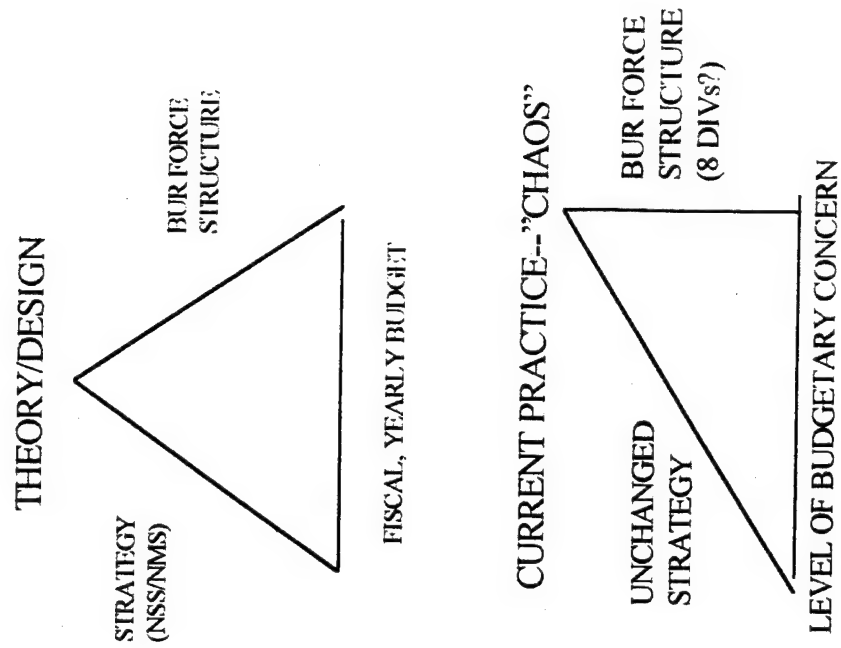 THEORY/DESIGN
STRATEGY
(NSS/NMS)
BUR FORCE
STRUCTURE
FISCAL, YEARLY BUDGET
CURRENT PRACTICE--"CHAOS"
UNCHANGED
STRATEGY
BUR FORCE
STRUCTURE
(8 DIVs?)
LEVEL OF BUDGETARY CONCERN